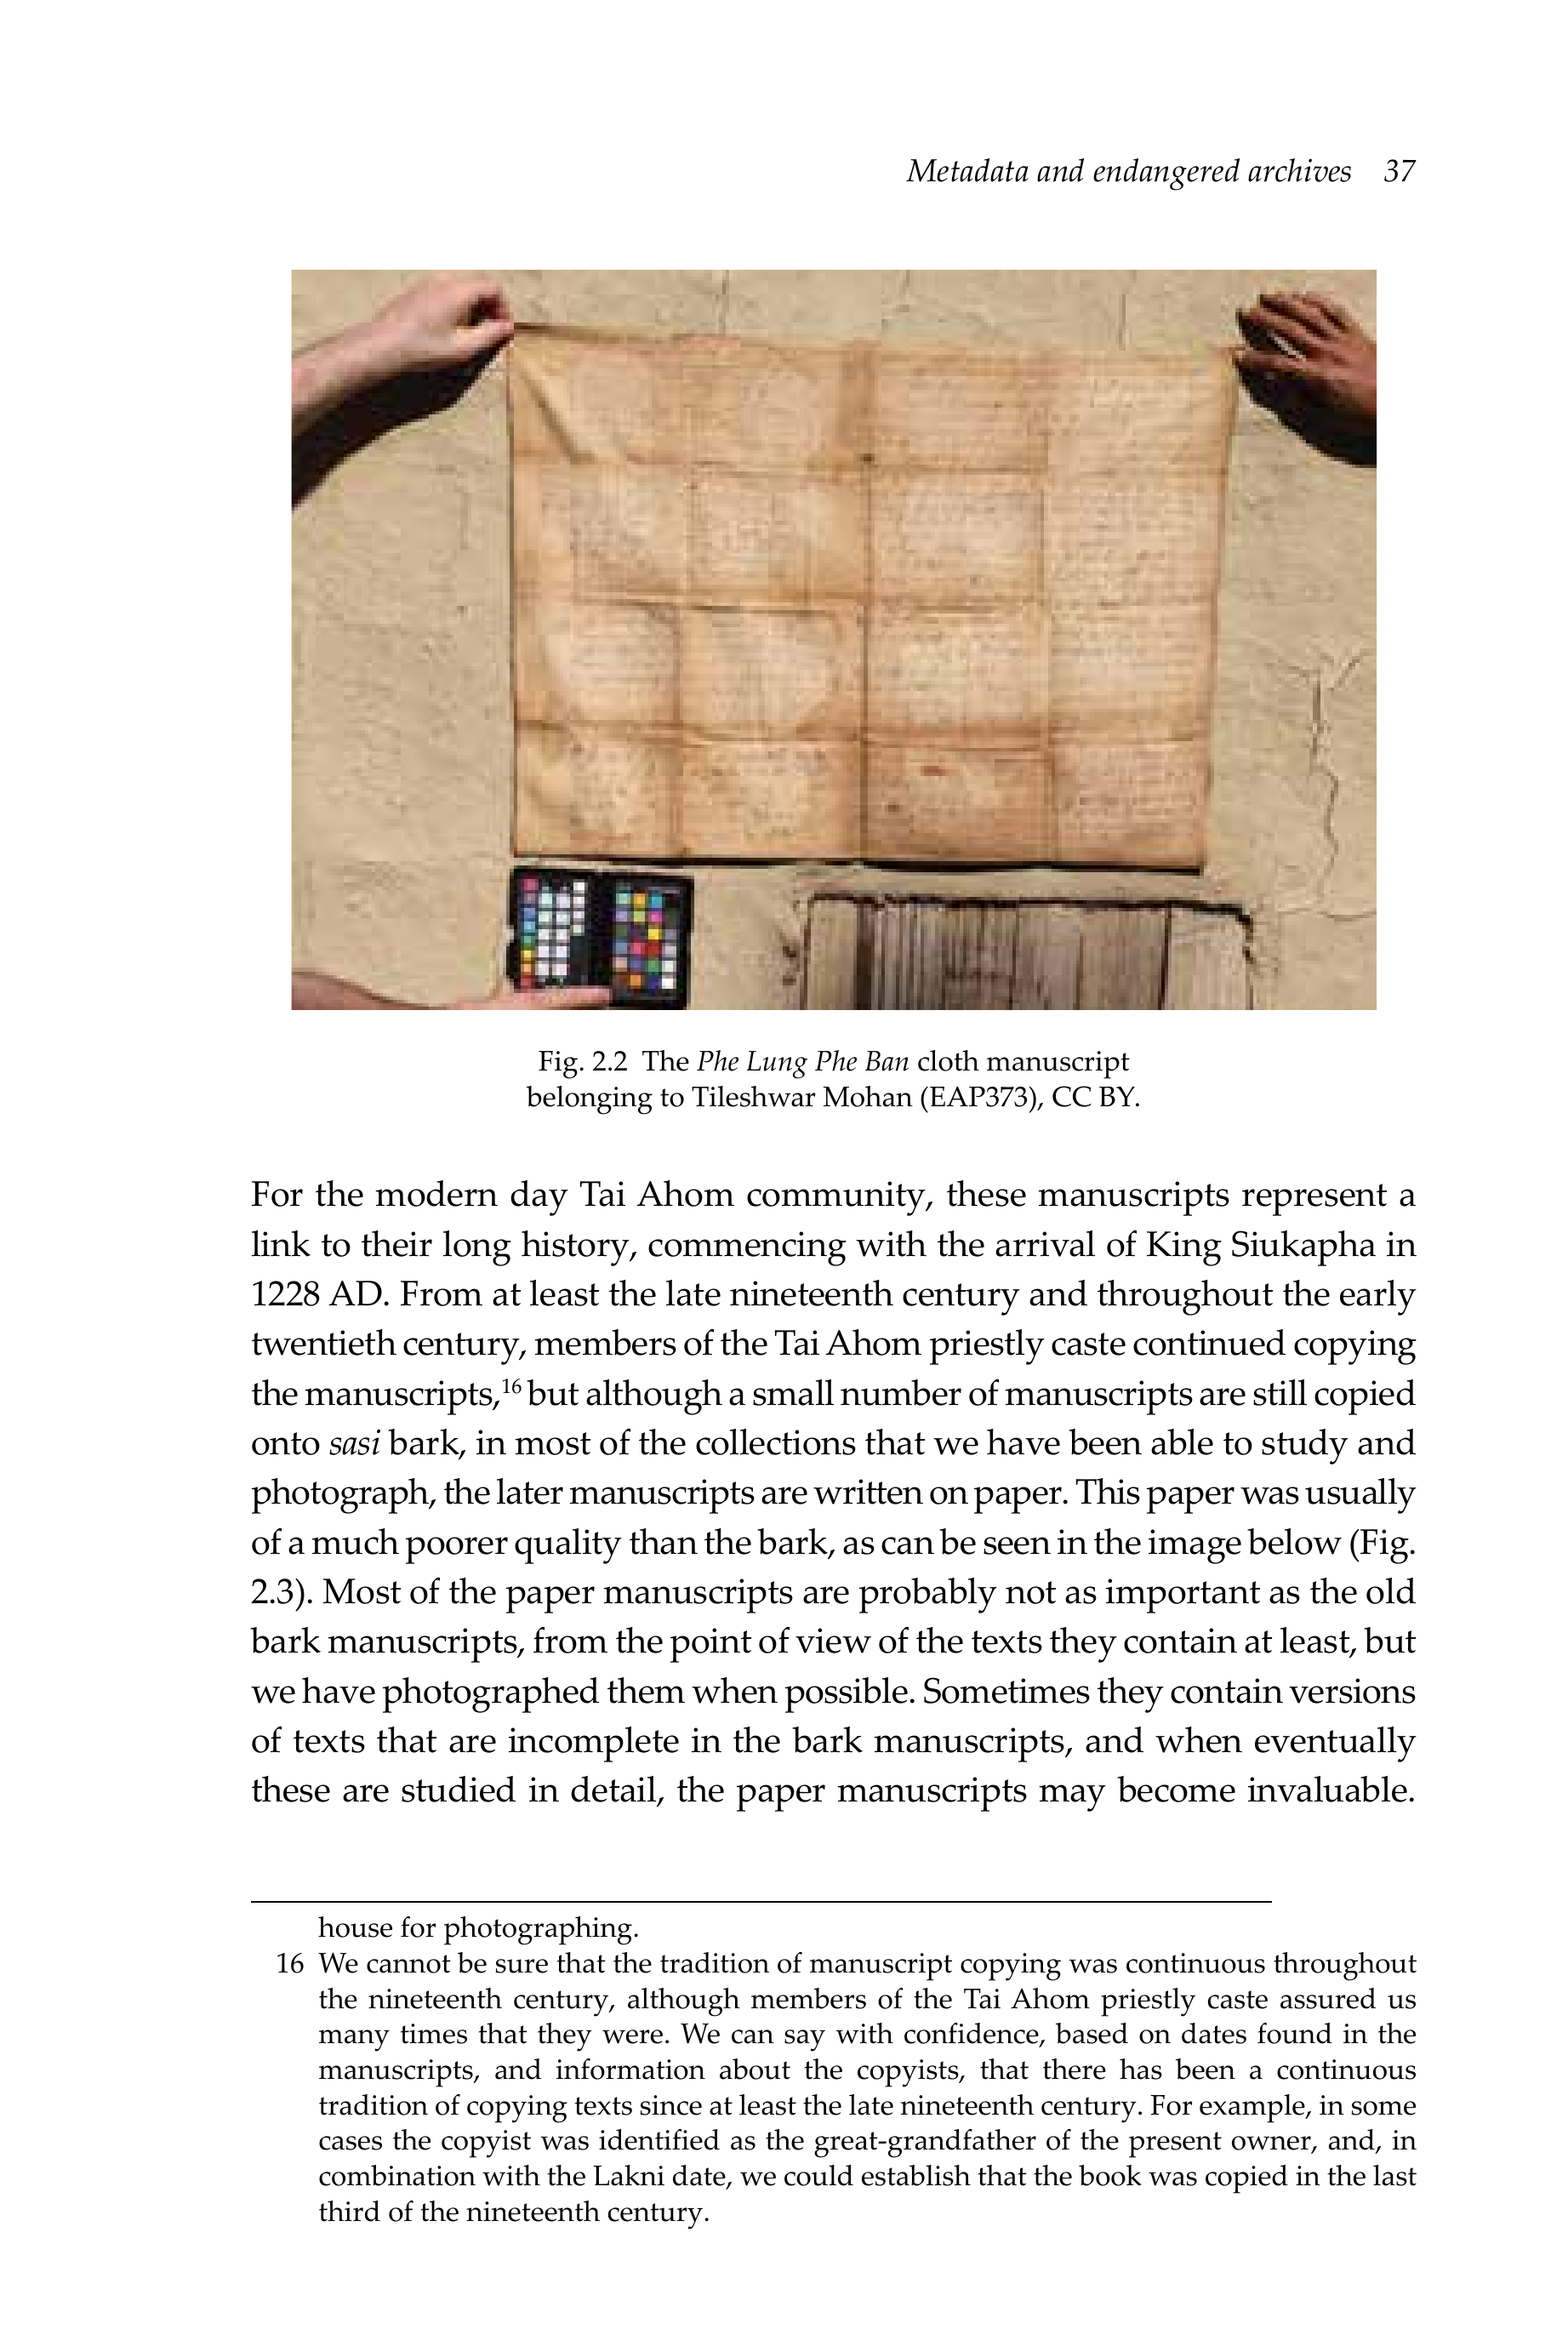 Metadata and endangered archives 37
Fig. 2.2 The Phe Lung Phe Ban cloth manuscript
belonging to Tileshwar Mohan (EAP373), CC BY.
For the modern day Tai Ahom community, these manuscripts represent a
link to their long history, commencing with the arrival of King Siukapha in
1228 AD. From at least the late nineteenth century and throughout the early
twentieth century, members of the Tai Ahom priestly caste continued copying
the manuscripts,16 but although a small number of manuscripts are still copied
onto sasi bark, in most of the collections that we have been able to study and
photograph, the later manuscripts are written on paper. This paper was usually
of a much poorer quality than the bark, as can be seen in the image below (Fig.
2.3). Most of the paper manuscripts are probably not as important as the old
bark manuscripts, from the point of view of the texts they contain at least, but
we have photographed them when possible. Sometimes they contain versions
of texts that are incomplete in the bark manuscripts, and when eventually
these are studied in detail, the paper manuscripts may become invaluable.
house for photographing.
16 We cannot be sure that the tradition of manuscript copying was continuous throughout
the nineteenth century, although members of the Tai Ahom priestly caste assured us
many times that they were. We can say with confidence, based on dates found in the
manuscripts, and information about the copyists, that there has been a continuous
tradition of copying texts since at least the late nineteenth century. For example, in some
cases the copyist was identified as the great-grandfather of the present owner, and, in
combination with the Lakni date, we could establish that the book was copied in the last
third of the nineteenth century.